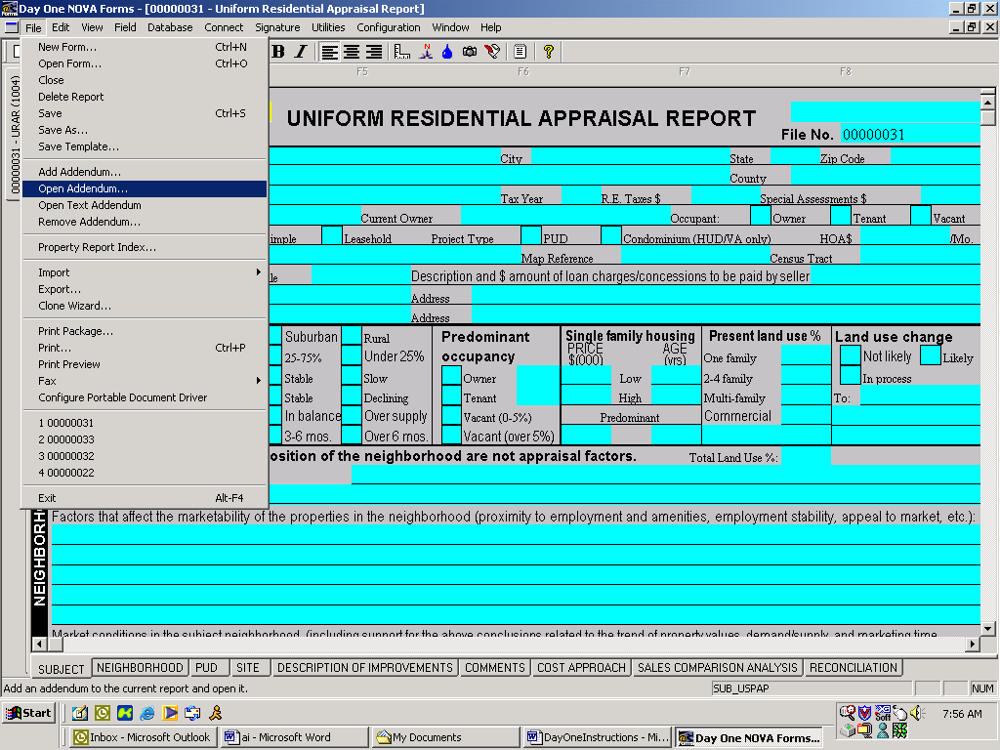 Day One NOVA Forms - [00000031 - Uniform Residential Appraisal Report]
File Edit View Field Database Connect Signature Utilities Configuration Window Help
B I
F5 F6 F7 F8
New Form... Ctrl+N
Open Form... Ctrl+O
Close
Delete Report
Save Ctrl+S
Save As...
Save Template...
Add Addendum...
Open Addendum...
Open Text Addendum
Remove Addendum...
Property Report Index...
Import
Export...
Clone Wizard...
Print Package...
Print... Ctrl+P
Print Preview
Fax
Configure Portable Document Driver
1 00000031
2 00000033
3 00000032
4 00000022
Exit Alt-F4
00000031 - URAR (1004)
UNIFORM RESIDENTIAL APPRAISAL REPORT
File No. 00000031
City State Zip Code
County
Tax Year R.E. Taxes $ Special Assessments $
Current Owner Occupant: Owner Tenant Vacant
imple Leasehold Project Type PUD Condominium (HUD/VA only) HOA$ /Mo.
Map Reference Census Tract
le Description and $ amount of loan charges/concessions to be paid by seller
Address
Address
Suburban Rural Predominant Single family housing Present land use % Land use change
25-75% Under 25% occupancy PRICE $(000) AGE (yrs) One family Not likely Likely
Stable Slow Owner Low 2-4 family In process
Stable Declining Tenant High Multi-family To:
In balance Over supply Vacant (0-5%) Predominant Commercial
3-6 mos. Over 6 mos. Vacant (over 5%)
osition of the neighborhood are not appraisal factors. Total Land Use %:
Factors that affect the marketability of the properties in the neighborhood (proximity to employment and amenities, employment stability, appeal to market, etc.):
NEIGHBORH
Market conditions in the subject neighborhood (including support for the above conclusions related to the trend of property values, demand/supply, and marketing time
SUBJECT NEIGHBORHOOD PUD SITE DESCRIPTION OF IMPROVEMENTS COMMENTS COST APPROACH SALES COMPARISON ANALYSIS RECONCILIATION
Add an addendum to the current report and open it. SUB_USPAP NUM
Start 7:56 AM
Inbox - Microsoft Outlook ai - Microsoft Word My Documents DayOneInstructions - Mi... Day One NOVA Forms...